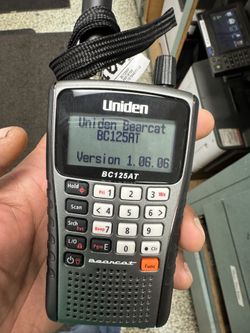 Uniden
Uniden Bearcat
BC125AT
Version 1.06.06
BC125AT
Hold
Pri
1
2
3
Scan
4
5
6
Srch
7
8
9
L/O
0
Clr
E
Func
Bearcat